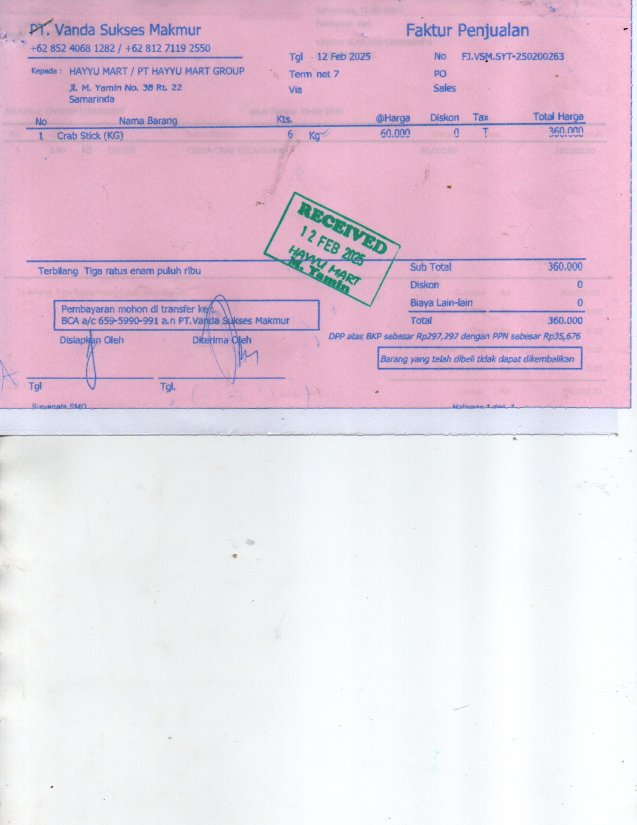 PT. Vanda Sukses Makmur
+62 852 4068 1282 / +62 812 7119 2550
Kepada : HAYYU MART / PT HAYYU MART GROUP
Jl. M. Yamin No. 38 Rt. 22
Samarinda
Faktur Penjualan
Tgl 12 Feb 2025 No FJ.VSM.SYT-250200263
Term net 7 PO
Via Sales
No Nama Barang Kts. @Harga Diskon Tax Total Harga
1 Crab Stick (KG) 6 Kg 60.000 0 T 360.000
RECEIVED
12 FEB 2025
HAYYU MART
M. Yamin
Terbilang Tiga ratus enam puluh ribu
Sub Total 360.000
Diskon 0
Biaya Lain-lain 0
Total 360.000
Pembayaran mohon di transfer ke
BCA a/c 659-5990-991 a.n PT.Vanda Sukses Makmur
DPP atas BKP sebesar Rp297,297 dengan PPN sebesar Rp35,676
Disiapkan Oleh Diterima Oleh
Barang yang telah dibeli tidak dapat dikembalikan
Tgl Tgl.